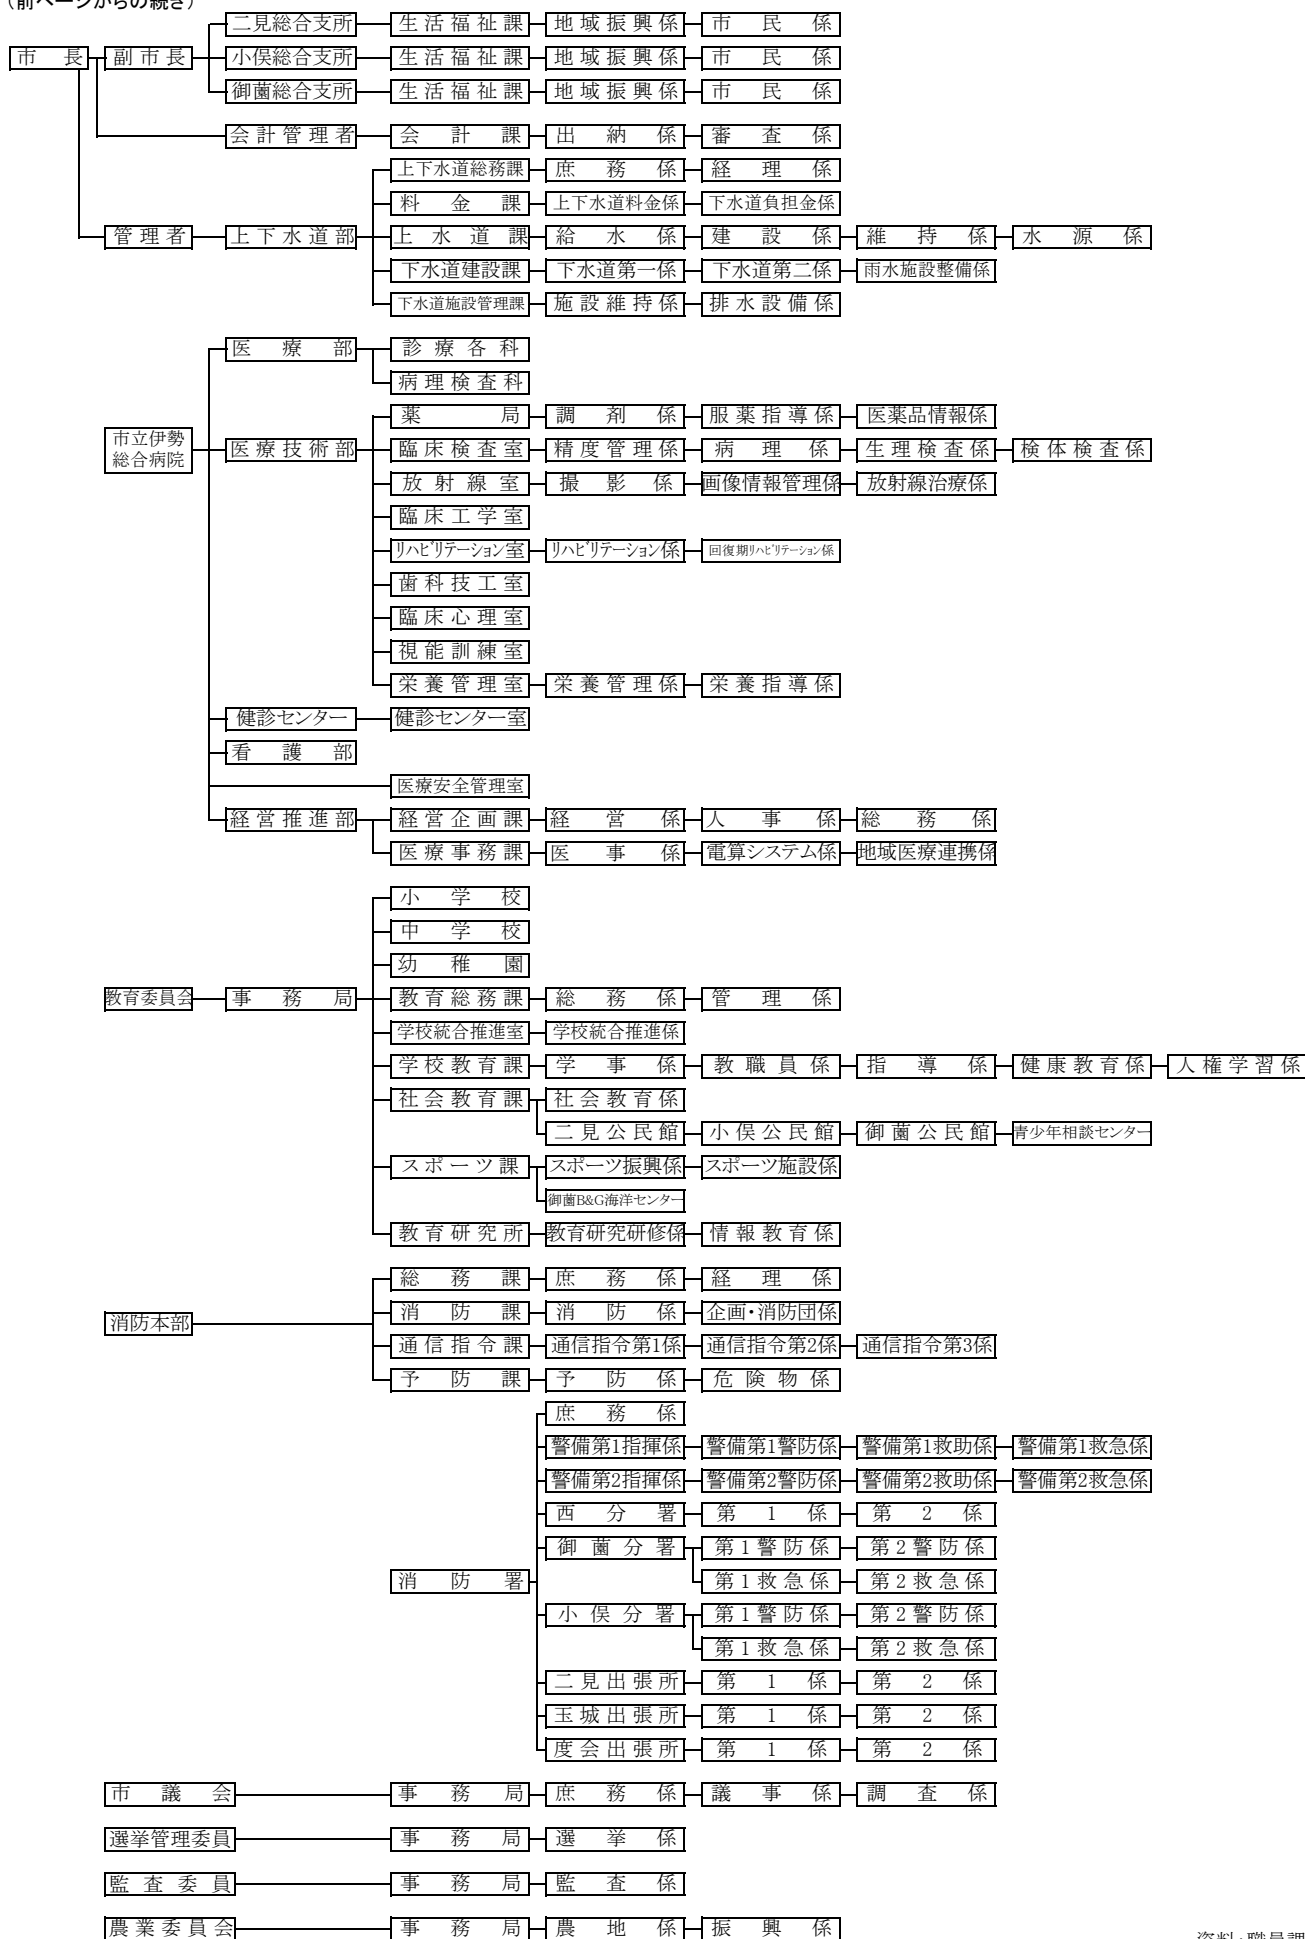 （前ページからの続き）
二見総合支所 生活福祉課 地域振興係 市民係
市長 副市長 小俣総合支所 生活福祉課 地域振興係 市民係
御薗総合支所 生活福祉課 地域振興係 市民係
会計管理者 会計課 出納係 審査係
上下水道総務課 庶務係 経理係
料金課 上下水道料金係 下水道負担金係
管理者 上下水道部 上水道課 給水係 建設係 維持係 水源係
下水道建設課 下水道第一係 下水道第二係 雨水施設整備係
下水道施設管理課 施設維持係 排水設備係
医療部 診療各科
病理検査科
薬局 調剤係 服薬指導係 医薬品情報係
市立伊勢
総合病院 医療技術部 臨床検査室 精度管理係 病理係 生理検査係 検体検査係
放射線室 撮影係 画像情報管理係 放射線治療係
臨床工学室
ﾘﾊﾋﾞﾘﾃｰｼｮﾝ室 ﾘﾊﾋﾞﾘﾃｰｼｮﾝ係 回復期ﾘﾊﾋﾞﾘﾃｰｼｮﾝ係
歯科技工室
臨床心理室
視能訓練室
栄養管理室 栄養管理係 栄養指導係
健診センター 健診センター室
看護部
医療安全管理室
経営推進部 経営企画課 経営係 人事係 総務係
医療事務課 医事係 電算システム係 地域医療連携係
小学校
中学校
幼稚園
教育委員会 事務局 教育総務課 総務係 管理係
学校統合推進室 学校統合推進係
学校教育課 学事係 教職員係 指導係 健康教育係 人権学習係
社会教育課 社会教育係
二見公民館 小俣公民館 御薗公民館 青少年相談センター
スポーツ課 スポーツ振興係 スポーツ施設係
御薗B&G海洋センター
教育研究所 教育研究研修係 情報教育係
総務課 庶務係 経理係
消防課 消防係 企画・消防団係
消防本部
通信指令課 通信指令第1係 通信指令第2係 通信指令第3係
予防課 予防係 危険物係
庶務係
警備第1指揮係 警備第1警防係 警備第1救助係 警備第1救急係
警備第2指揮係 警備第2警防係 警備第2救助係 警備第2救急係
西分署 第1係 第2係
御薗分署 第1警防係 第2警防係
消防署 第1救急係 第2救急係
小俣分署 第1警防係 第2警防係
第1救急係 第2救急係
二見出張所 第1係 第2係
玉城出張所 第1係 第2係
度会出張所 第1係 第2係
市議会 事務局 庶務係 議事係 調査係
選挙管理委員 事務局 選挙係
監査委員 事務局 監査係
農業委員会 事務局 農地係 振興係
資料：職員課